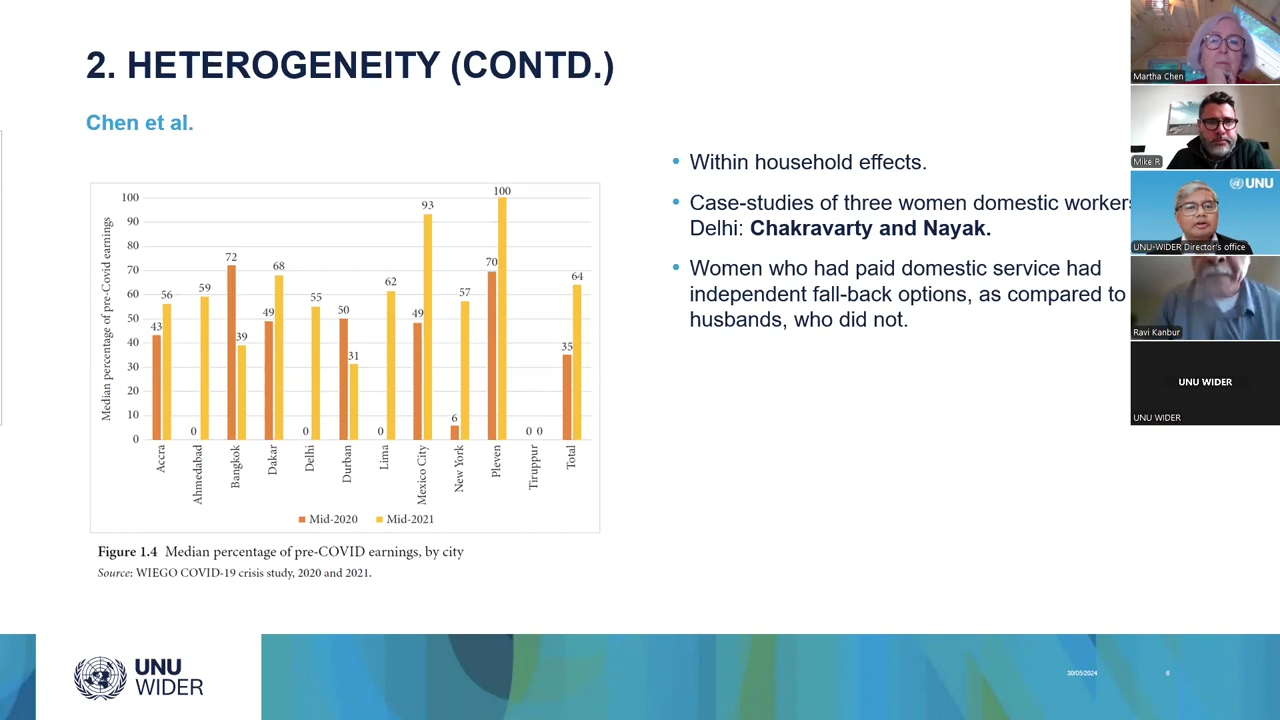 2. HETEROGENEITY (CONTD.)
Chen et al.
Median percentage of pre-Covid earnings
100
90
80
70
60
50
40
30
20
10
0
43 56
0 59
72 39
49 68
0 55
50 31
0 62
49 93
6 57
70 100
0 0
35 64
Accra
Ahmedabad
Bangkok
Dakar
Delhi
Durban
Lima
Mexico City
New York
Pleven
Tiruppur
Total
Mid-2020 Mid-2021
Figure 1.4 Median percentage of pre-COVID earnings, by city
Source: WIEGO COVID-19 crisis study, 2020 and 2021.
• Within household effects.
• Case-studies of three women domestic workers
Delhi: Chakravarty and Nayak.
• Women who had paid domestic service had
independent fall-back options, as compared to
husbands, who did not.
Martha Chen
Mike R
UNU
UNU-WIDER Director's office
Ravi Kanbur
UNU WIDER
UNU WIDER
UNU
WIDER
30/05/2024
6